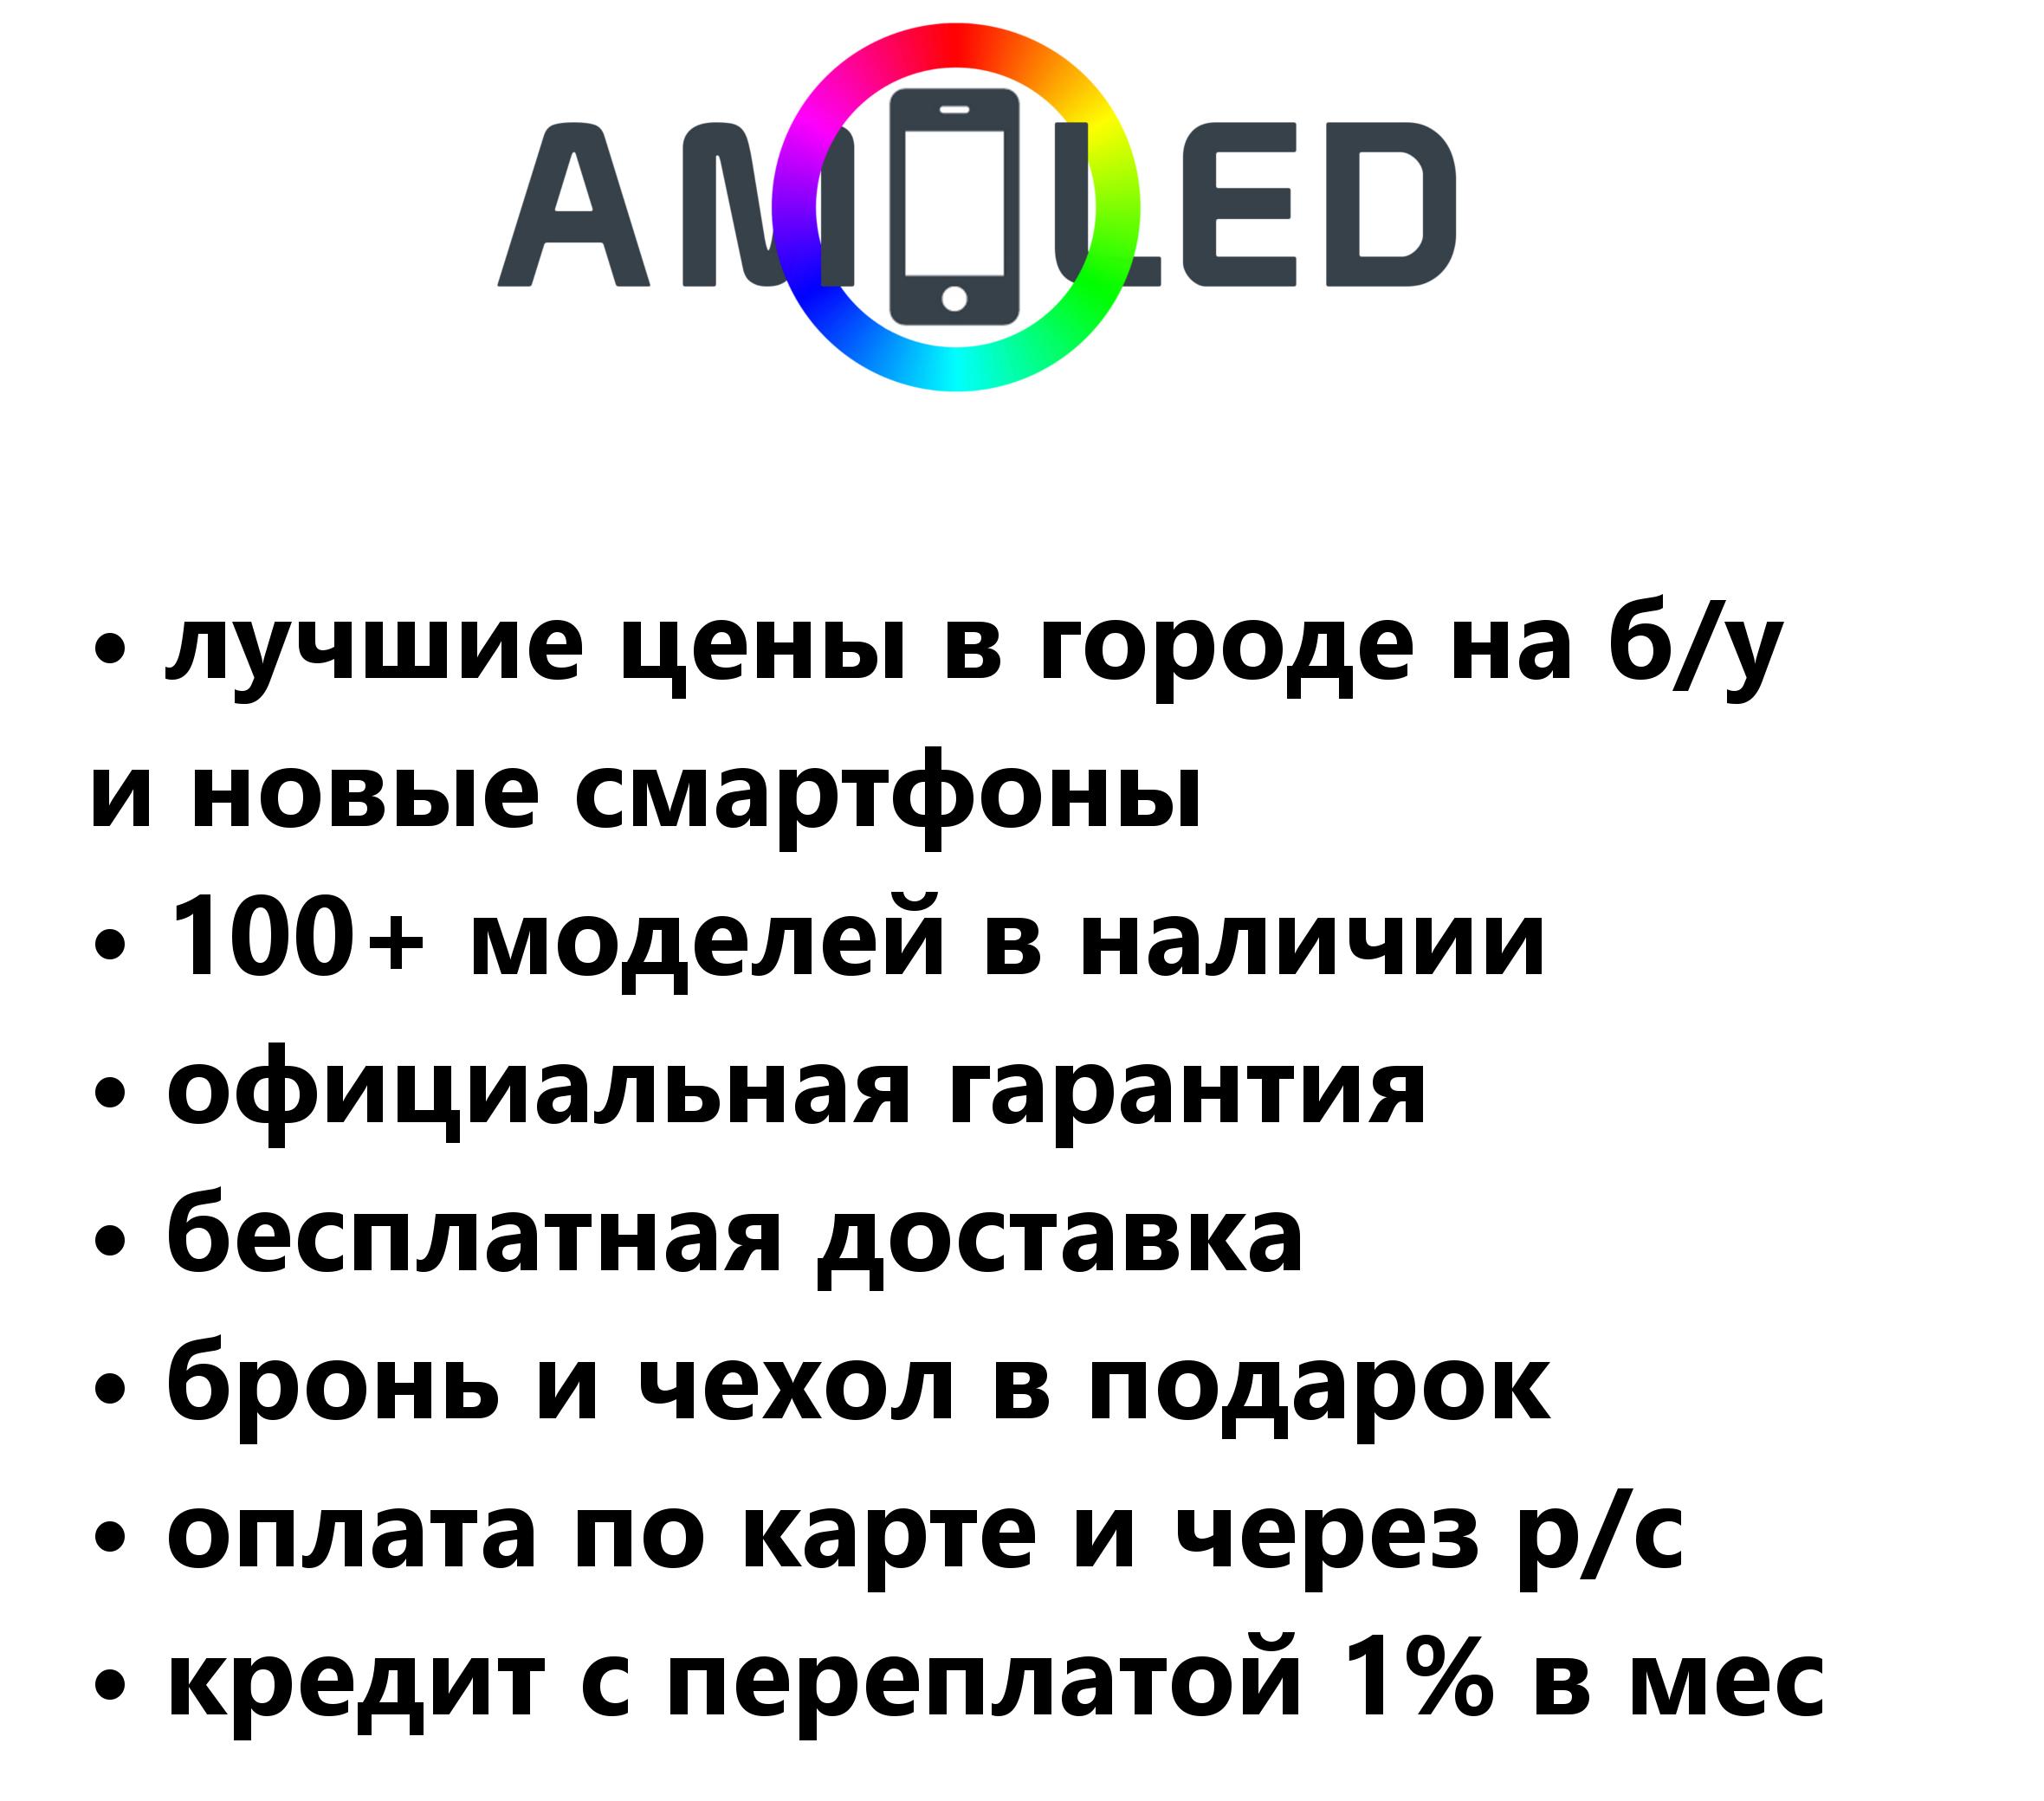 AMOLED
• лучшие цены в городе на б/у
и новые смартфоны
• 100+ моделей в наличии
• официальная гарантия
• бесплатная доставка
• бронь и чехол в подарок
• оплата по карте и через р/с
• кредит с переплатой 1% в мес